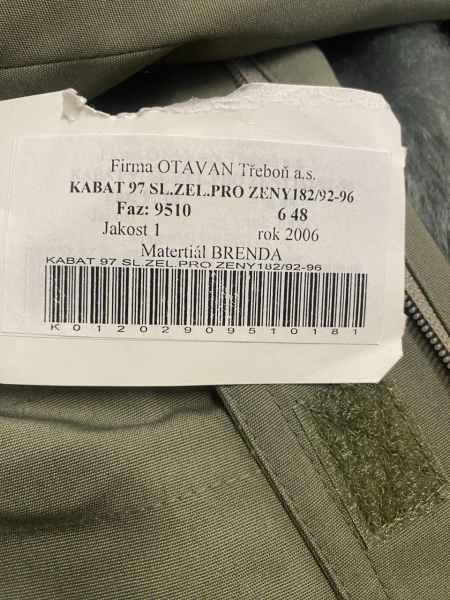 Firma OTAVAN Třeboň a.s.
KABAT 97 SL.ZEL.PRO ZENY182/92-96
Faz: 9510 6 48
Jakost 1 rok 2006
Matertiál BRENDA
KABAT 97 SL.ZEL.PRO ZENY182/92-96
K01202909510181